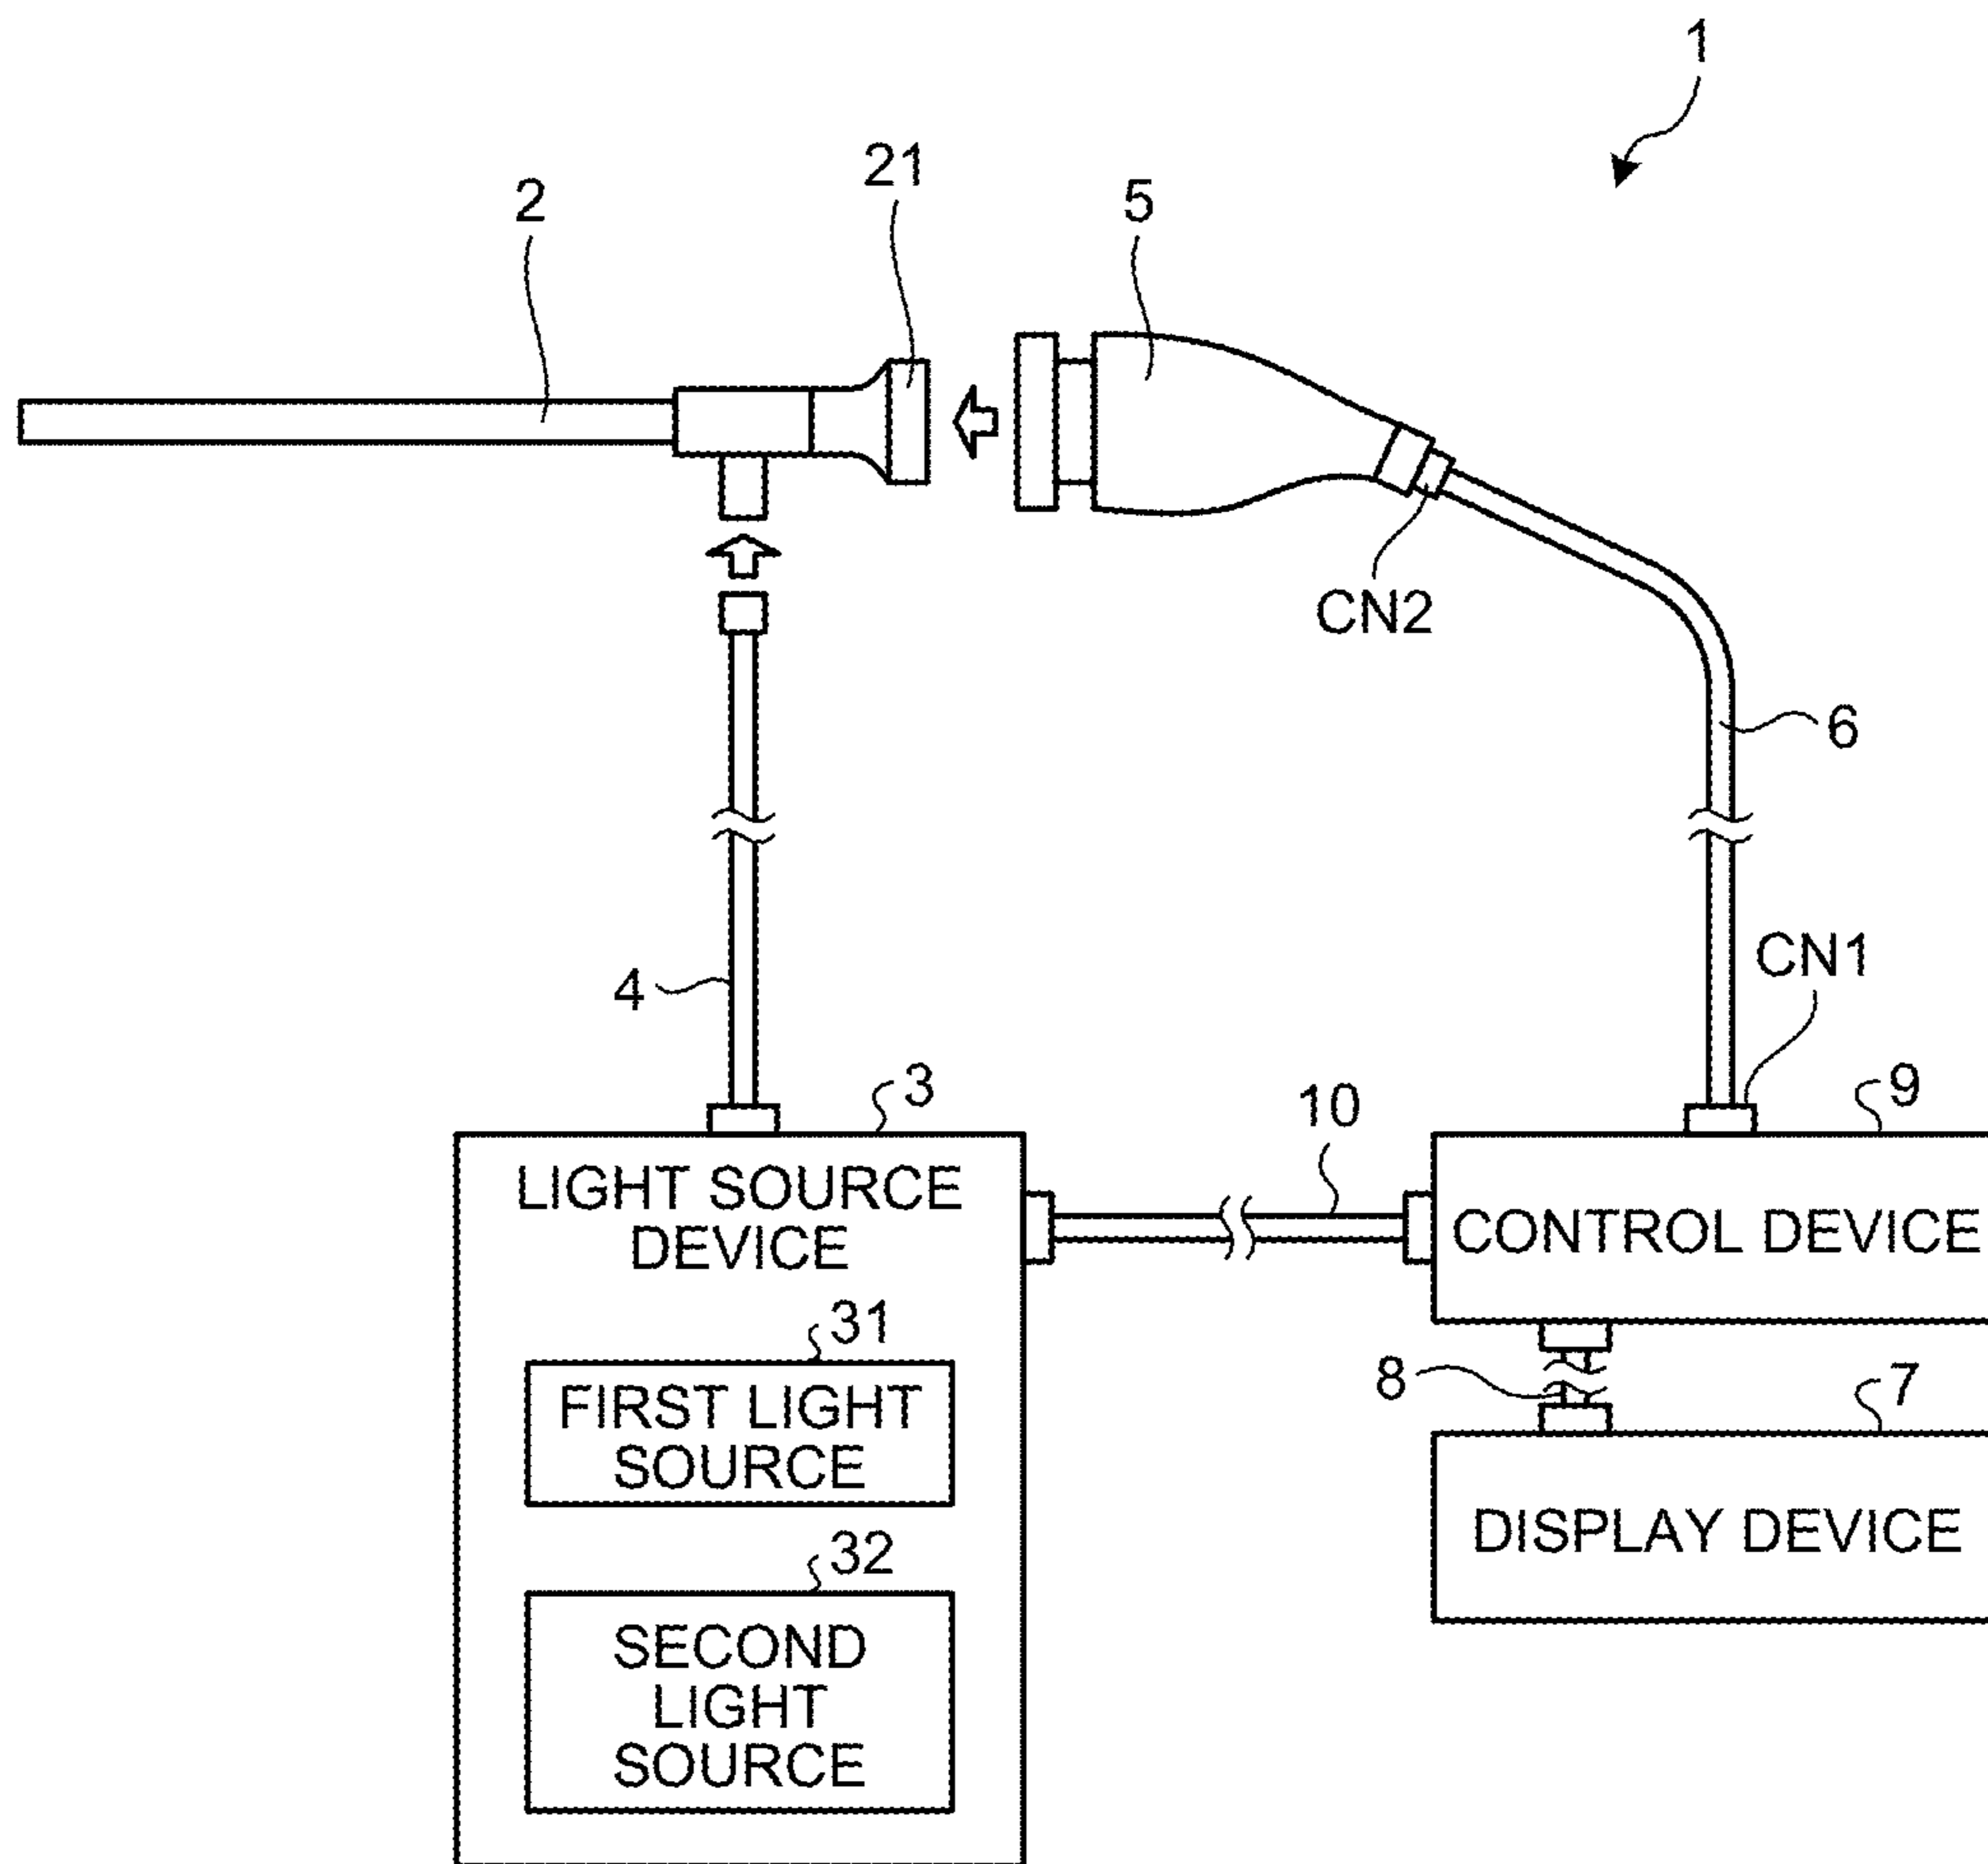 1
21
2
5
CN2
6
4
CN1
3
9
10
LIGHT SOURCE
DEVICE
CONTROL DEVICE
31
FIRST LIGHT
SOURCE
8
7
DISPLAY DEVICE
32
SECOND
LIGHT
SOURCE